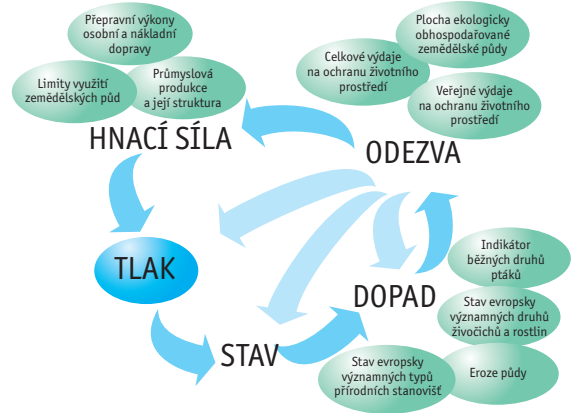 Přepravní výkony
osobní a nákladní
dopravy
Limity využití
zemědělských půd
Průmyslová
produkce
a její struktura
HNACÍ SÍLA
Plocha ekologicky
obhospodařované
zemědělské půdy
Celkové výdaje
na ochranu životního
prostředí
Veřejné výdaje
na ochranu životního
prostředí
ODEZVA
TLAK
STAV
DOPAD
Indikátor
běžných druhů
ptáků
Stav evropsky
významných druhů
živočichů a rostlin
Eroze půdy
Stav evropsky
významných typů
přírodních stanovišť